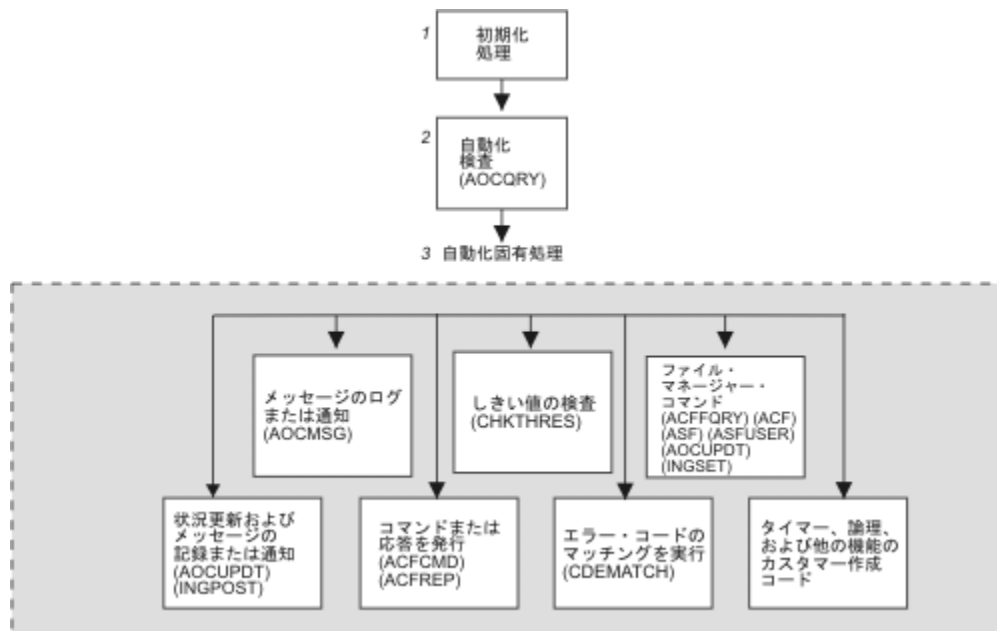 1
初期化
処理
2
自動化
検査
(AOCQRY)
3 自動化固有処理
メッセージのログ
または通知
(AOCMSG)
しきい値の検査
(CHKTHRES)
ファイル・
マネージャー・
コマンド
(ACFFQRY) (ACF)
(ASF) (ASFUSER)
(AOCUPDT)
(INGSET)
状況更新および
メッセージの
記録または通知
(AOCUPDT)
(INGPOST)
コマンドまたは
応答を発行
(ACFCMD)
(ACFREP)
エラー・コードの
マッチングを実行
(CDEMATCH)
タイマー、論理、
および他の機能の
カスタマー作成
コード